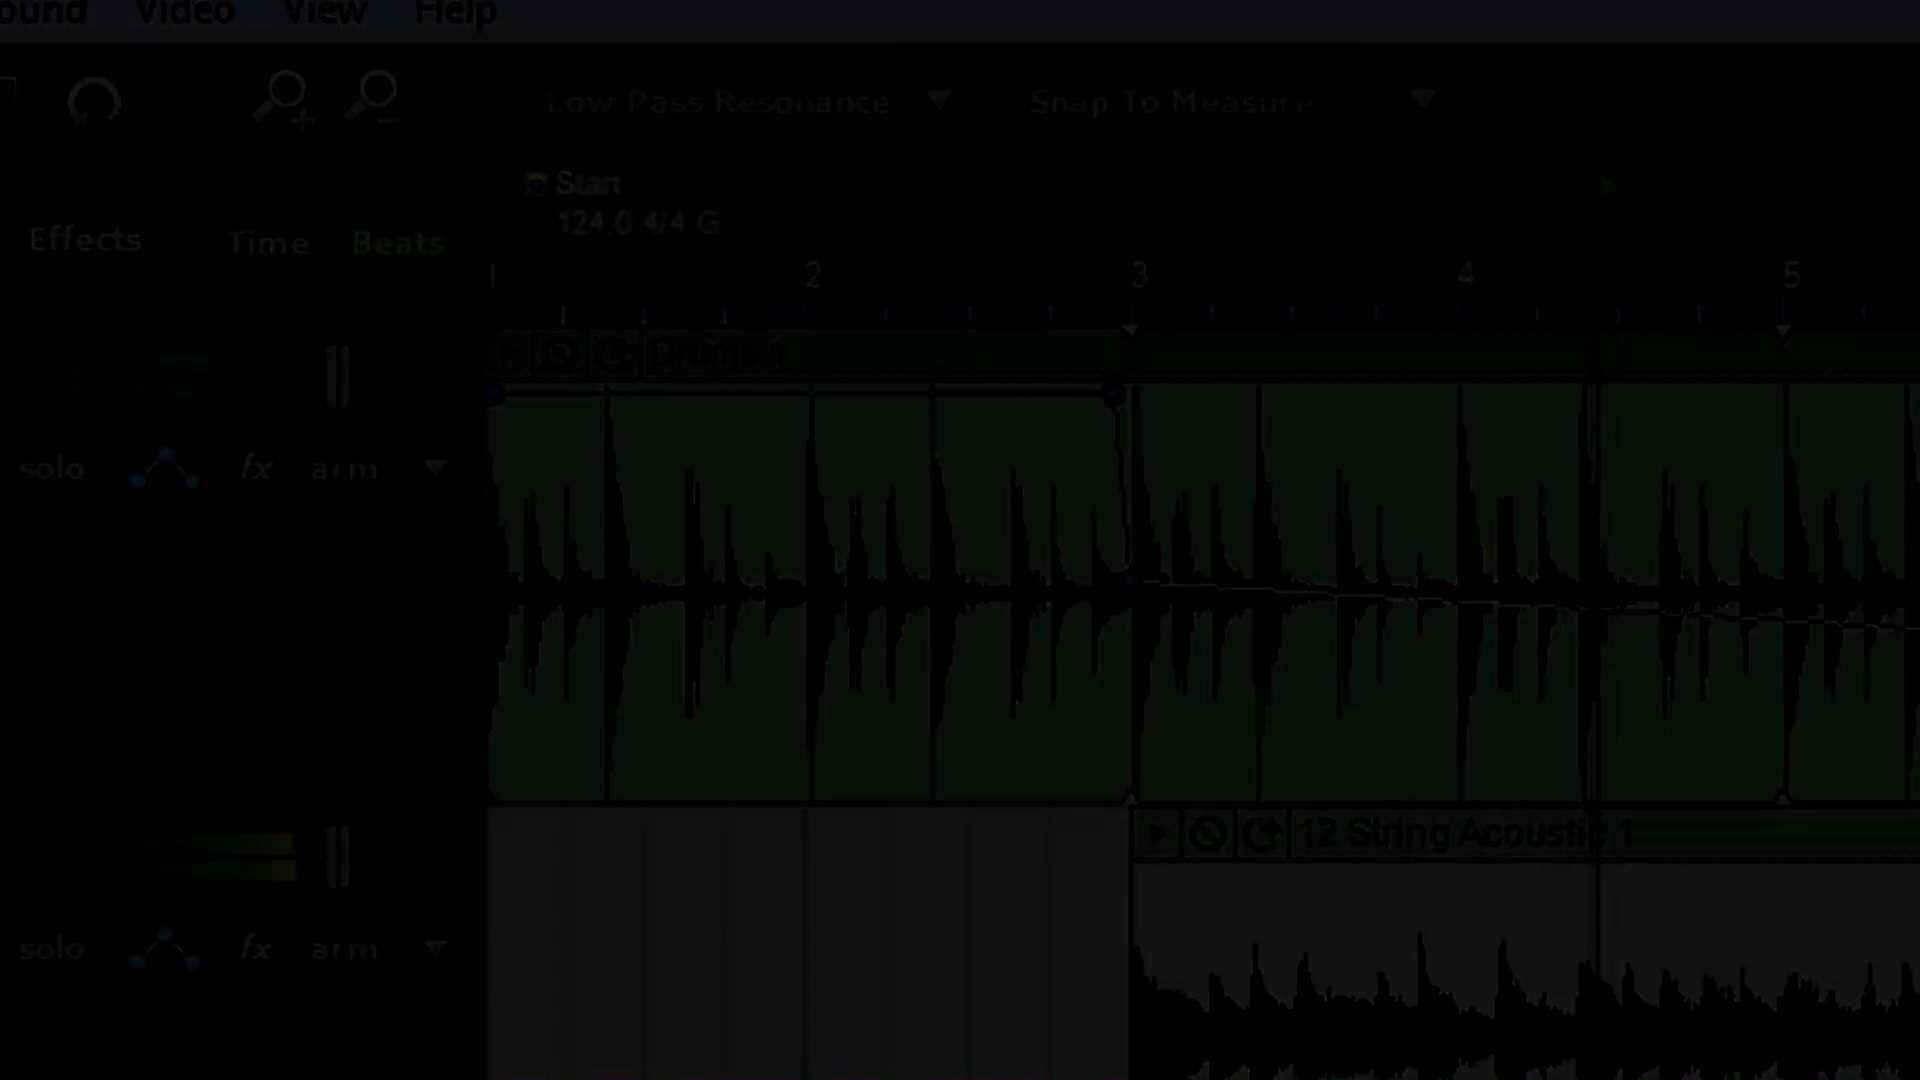 ound Video View Help
Low Pass Resonance Snap To Measure
Start
124.0 4/4 G
Effects Time Beats
1 2 3 4 5
Drums 1
solo fx arm
12 String Acoustic 1
solo fx arm